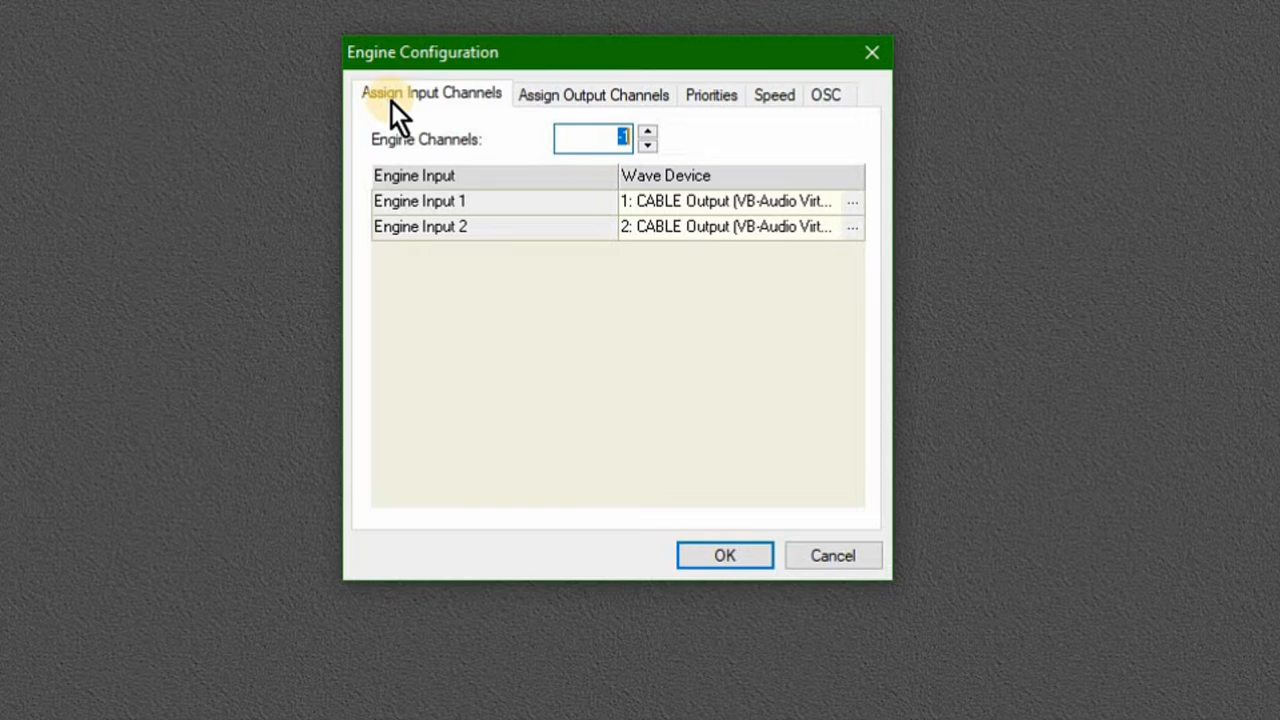 Engine Configuration
Assign Input Channels Assign Output Channels Priorities Speed OSC
Engine Channels: -1
Engine Input Wave Device
Engine Input 1 1: CABLE Output (VB-Audio Virt... ...
Engine Input 2 2: CABLE Output (VB-Audio Virt... ...
OK Cancel